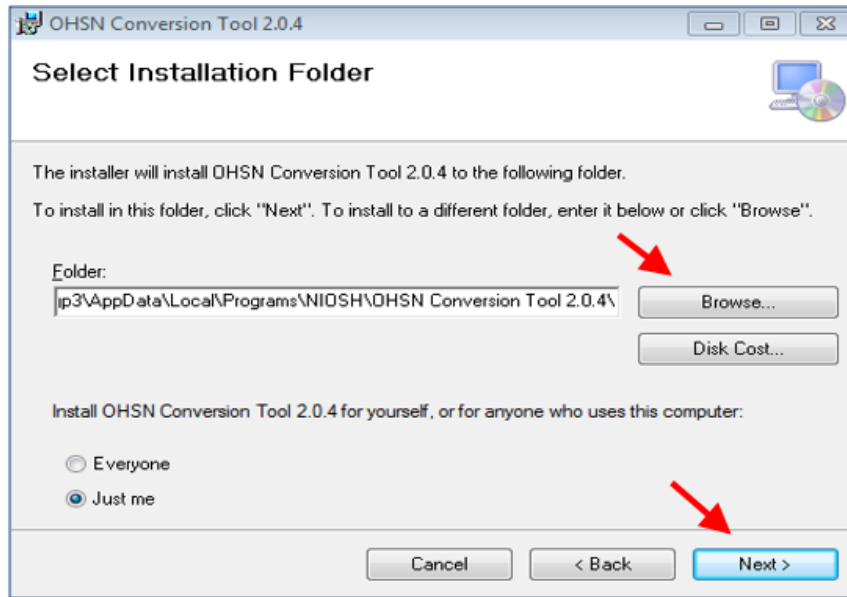 OHSN Conversion Tool 2.0.4
Select Installation Folder
The installer will install OHSN Conversion Tool 2.0.4 to the following folder.
To install in this folder, click "Next". To install to a different folder, enter it below or click "Browse".
Folder:
ıp3\AppData\Local\Programs\NIOSH\OHSN Conversion Tool 2.0.4\
Browse...
Disk Cost...
Install OHSN Conversion Tool 2.0.4 for yourself, or for anyone who uses this computer:
Everyone
Just me
Cancel
< Back
Next >